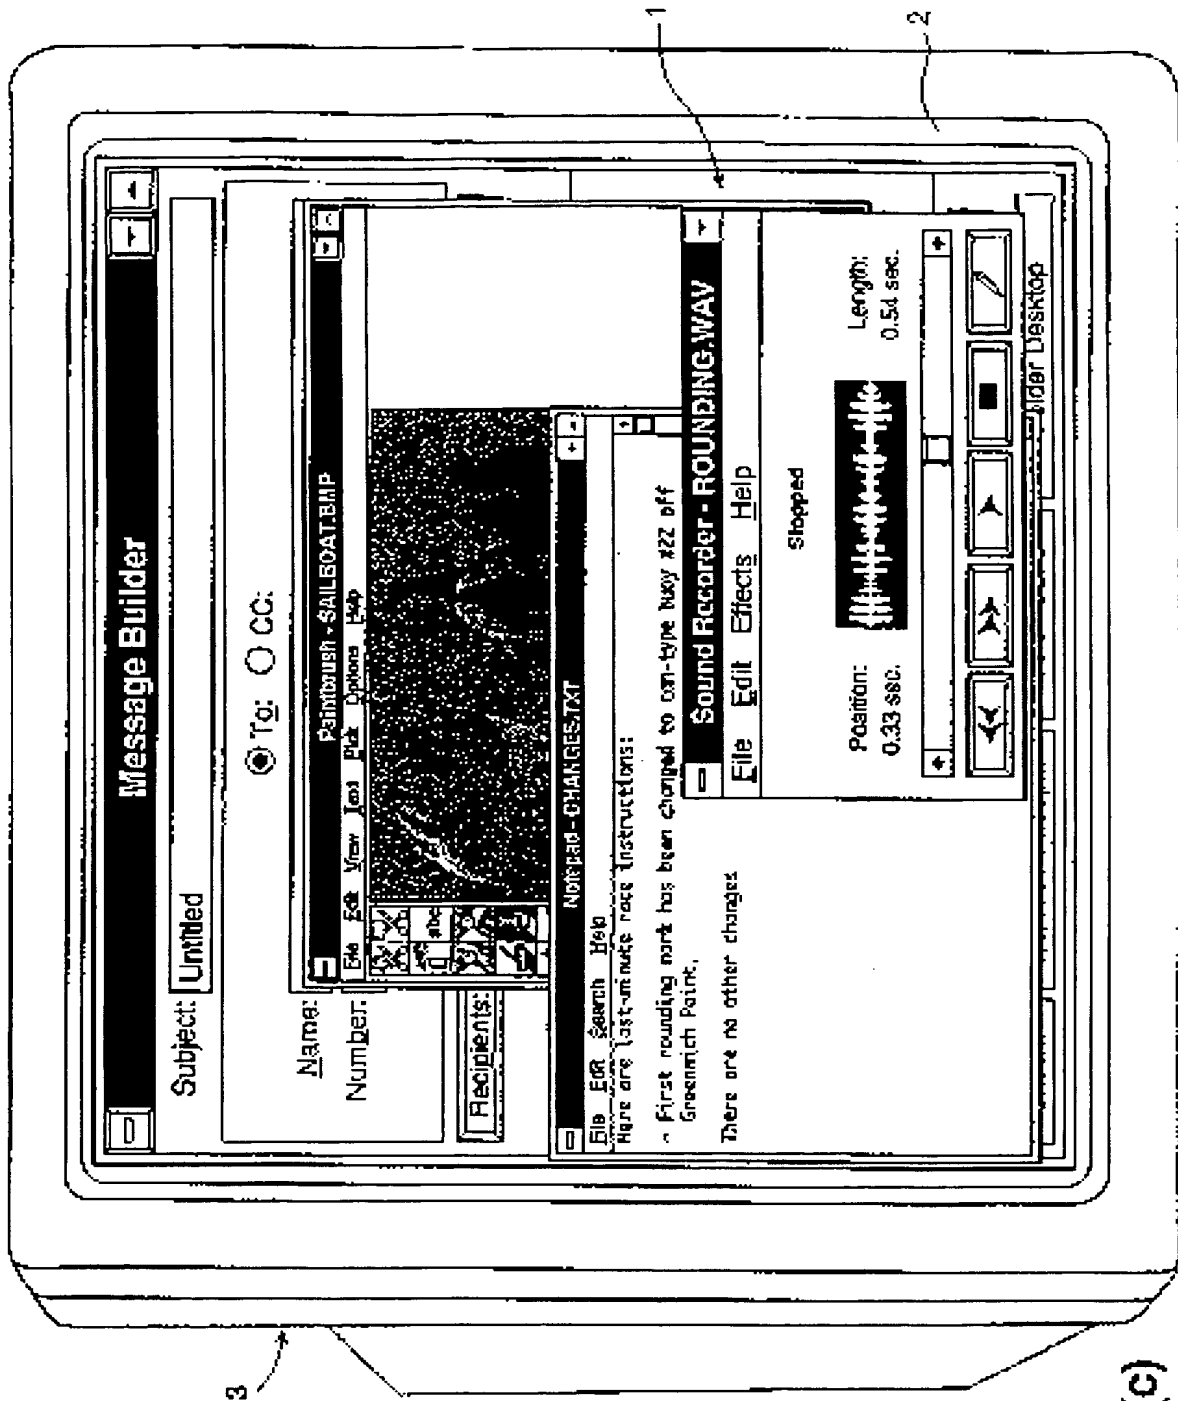 Message Builder
Subject: Untitled
To: CC:
Name:
Number:
Recipients:
Paintbrush - SAILBOAT.BMP
File Edit View Text Pick Options Help
abc
Notepad - CHANGES.TXT
File Edit Search Help
Here are last-minute race instructions:
- First rounding mark has been changed to can-type buoy #22 off
Greenwich Point.
There are no other changes
Sound Recorder - ROUNDING.WAV
File Edit Effects Help
Stopped
Position:
0.33 sec.
Length:
0.54 sec.
Desktop
1
2
3
(c)